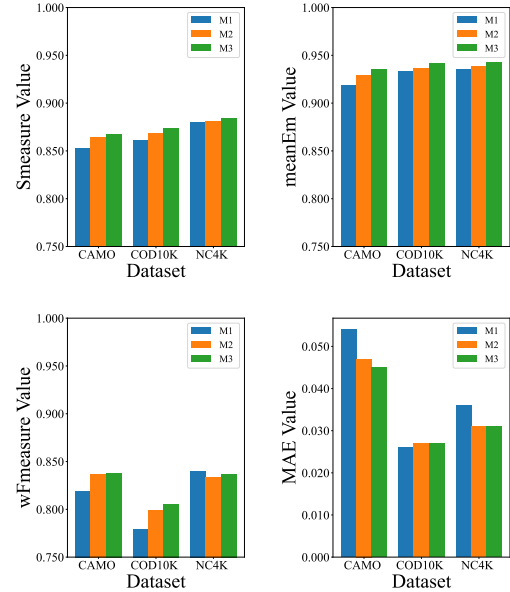 Smeasure Value
1.000
0.950
0.900
0.850
0.800
0.750
M1
M2
M3
CAMO COD10K NC4K
Dataset
meanEm Value
1.000
0.950
0.900
0.850
0.800
0.750
M1
M2
M3
CAMO COD10K NC4K
Dataset
wFmeasure Value
1.000
0.950
0.900
0.850
0.800
0.750
M1
M2
M3
CAMO COD10K NC4K
Dataset
MAE Value
0.050
0.040
0.030
0.020
0.010
0.000
M1
M2
M3
CAMO COD10K NC4K
Dataset